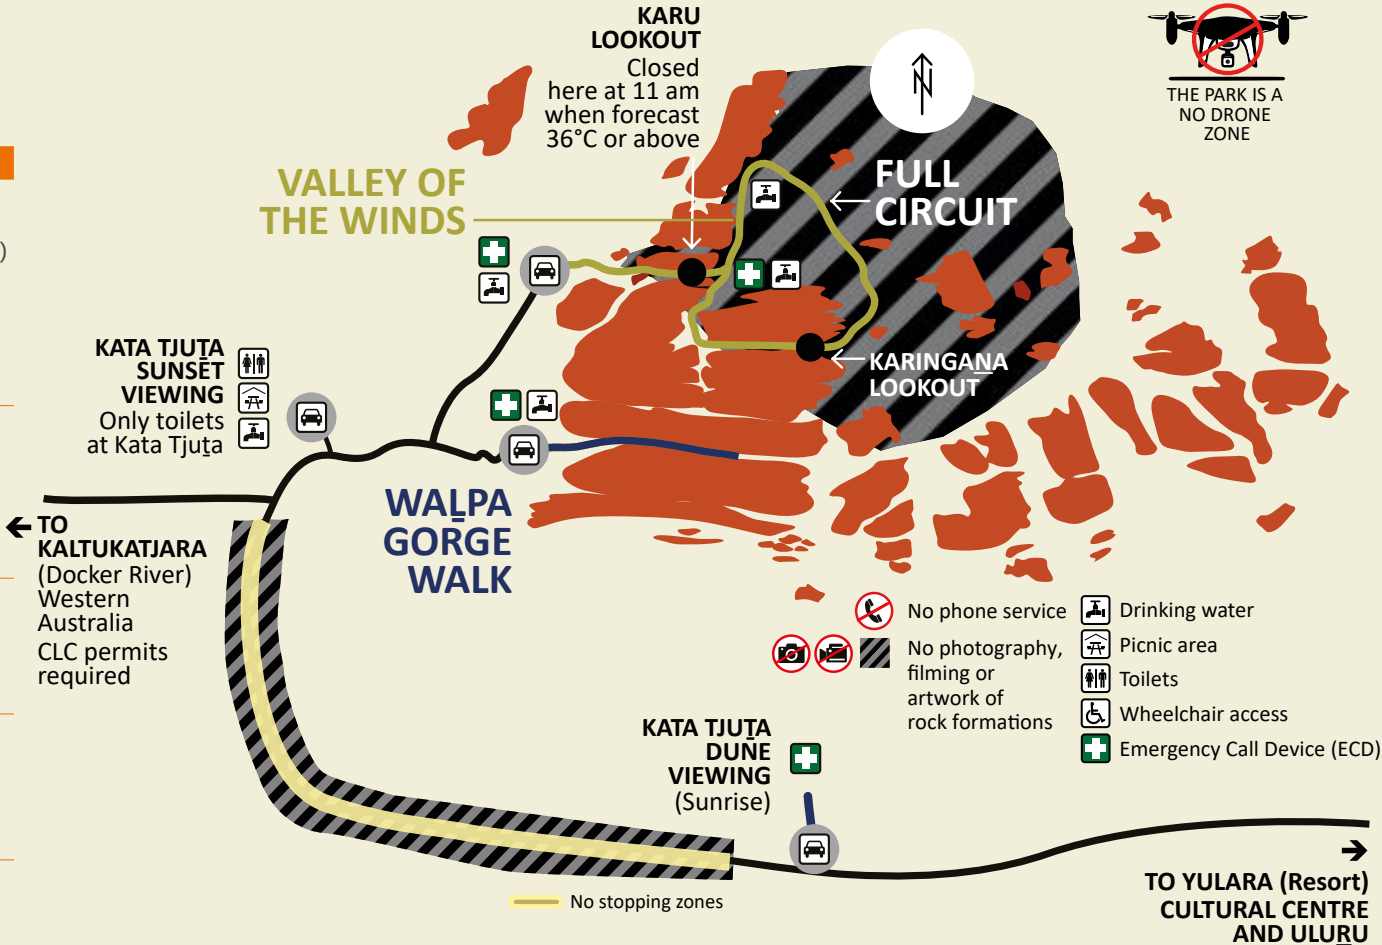 KARU
LOOKOUT
Closed
here at 11 am
when forecast
36°C or above
N
THE PARK IS A
NO DRONE
ZONE
VALLEY OF
THE WINDS
FULL
CIRCUIT
)
KATA TJUṮA
SUNSET
VIEWING
Only toilets
at Kata Tjuṯa
KARINGAṈA
LOOKOUT
WAḺPA
GORGE
WALK
TO
KALTUKATJARA
(Docker River)
Western
Australia
CLC permits
required
No phone service
No photography,
filming or
artwork of
rock formations
Drinking water
Picnic area
Toilets
Wheelchair access
Emergency Call Device (ECD)
KATA TJUṮA
DUNE
VIEWING
(Sunrise)
No stopping zones
TO YULARA (Resort)
CULTURAL CENTRE
AND ULUṞU